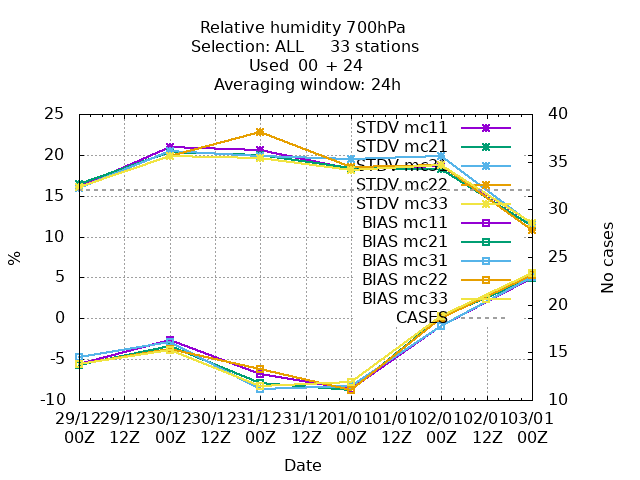 Relative humidity 700hPa
Selection: ALL 33 stations
Used 00 + 24
Averaging window: 24h
25
20
15
10
5
0
-5
-10
%
40
35
30
25
20
15
10
No cases
STDV mc11
STDV mc21
STDV mc31
STDV mc22
STDV mc33
BIAS mc11
BIAS mc21
BIAS mc31
BIAS mc22
BIAS mc33
CASES
29/12 29/12 30/12 30/12 31/12 31/12 01/01 01/01 02/01 02/01 03/01
00Z 12Z 00Z 12Z 00Z 12Z 00Z 12Z 00Z 12Z 00Z
Date